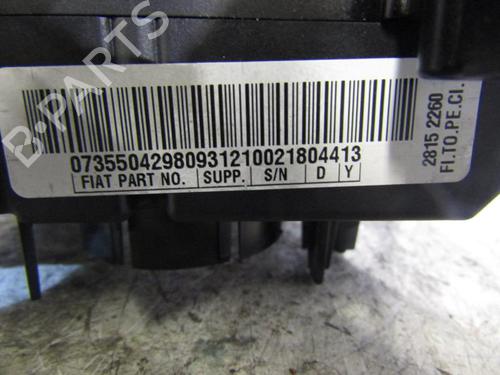 B-PARTS
07355042980931210021804413
FIAT PART NO. SUPP. S/N D Y
2815 2260
FI.TO.PE.CI.